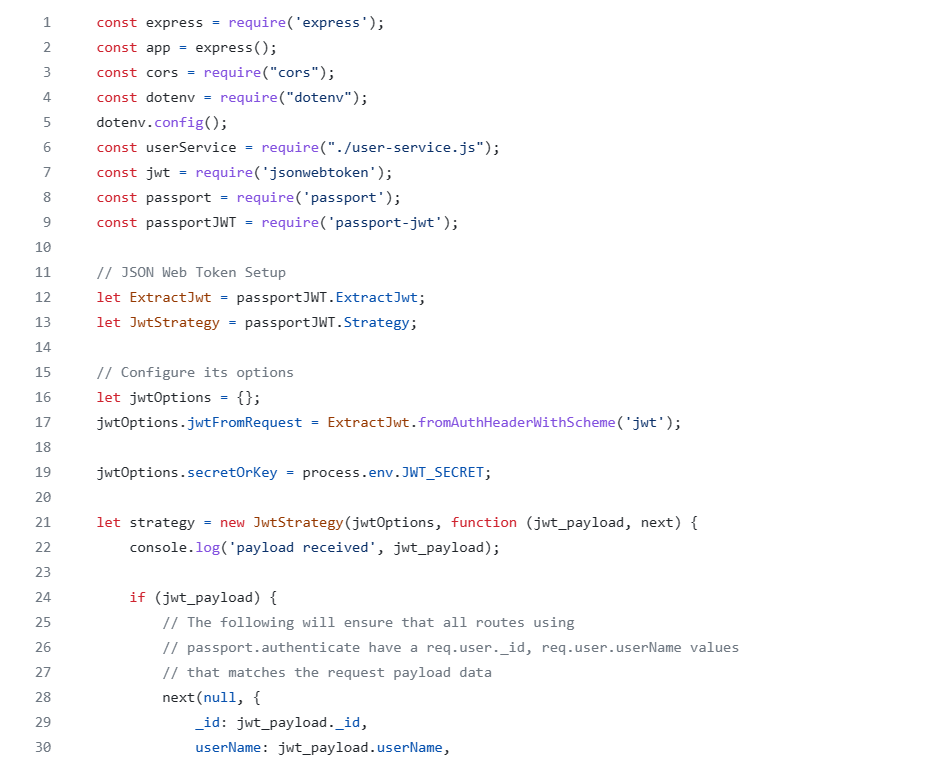 1 const express = require('express');
2 const app = express();
3 const cors = require("cors");
4 const dotenv = require("dotenv");
5 dotenv.config();
6 const userService = require("./user-service.js");
7 const jwt = require('jsonwebtoken');
8 const passport = require('passport');
9 const passportJWT = require('passport-jwt');
10
11 // JSON Web Token Setup
12 let ExtractJwt = passportJWT.ExtractJwt;
13 let JwtStrategy = passportJWT.Strategy;
14
15 // Configure its options
16 let jwtOptions = {};
17 jwtOptions.jwtFromRequest = ExtractJwt.fromAuthHeaderWithScheme('jwt');
18
19 jwtOptions.secretOrKey = process.env.JWT_SECRET;
20
21 let strategy = new JwtStrategy(jwtOptions, function (jwt_payload, next) {
22     console.log('payload received', jwt_payload);
23
24     if (jwt_payload) {
25         // The following will ensure that all routes using
26         // passport.authenticate have a req.user._id, req.user.userName values
27         // that matches the request payload data
28         next(null, {
29             _id: jwt_payload._id,
30             userName: jwt_payload.userName,